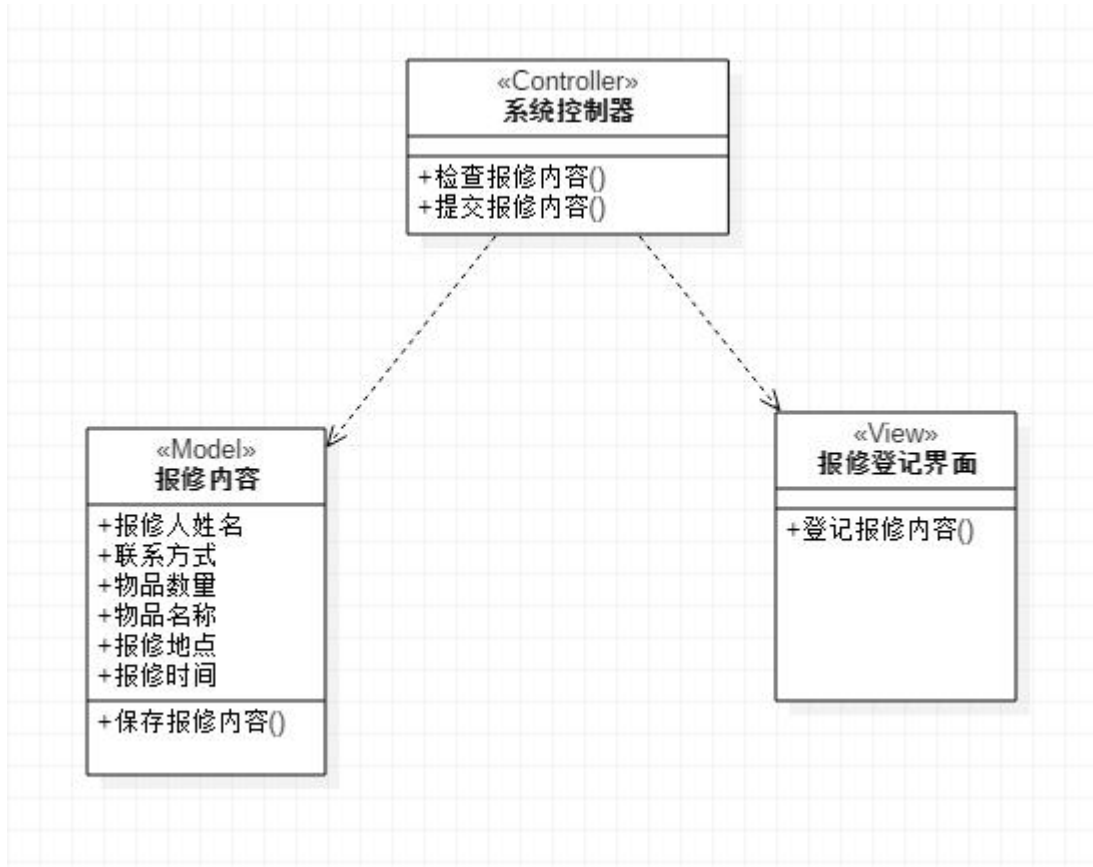 «Controller»
系统控制器
+检查报修内容()
+提交报修内容()
«Model»
报修内容
+报修人姓名
+联系方式
+物品数量
+物品名称
+报修地点
+报修时间
+保存报修内容()
«View»
报修登记界面
+登记报修内容()